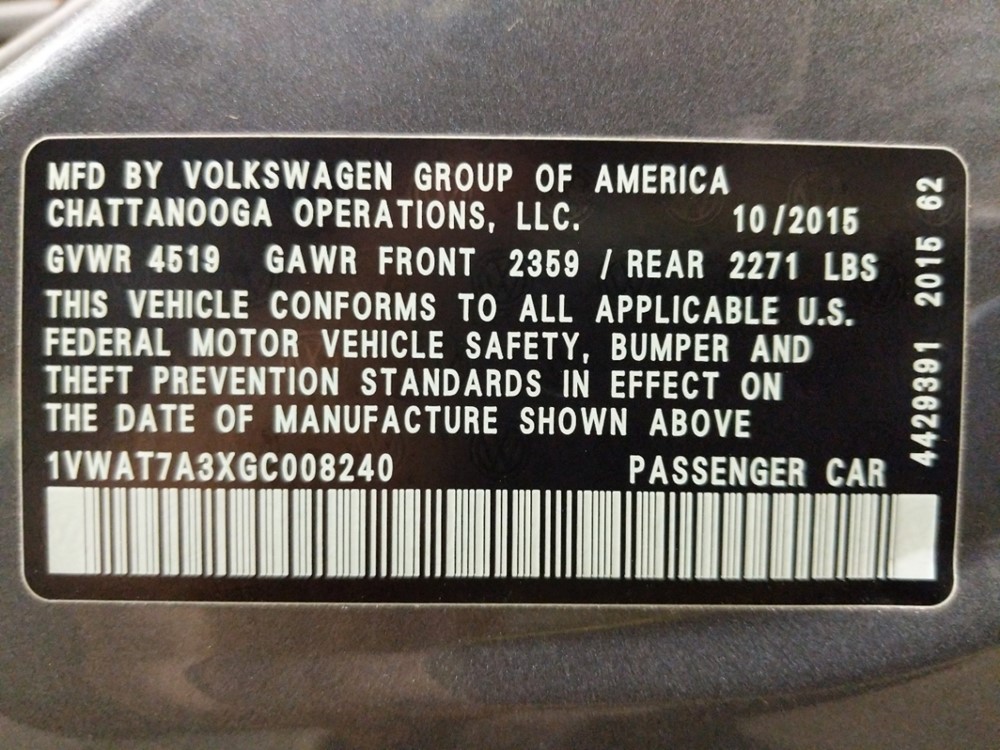 MFD BY VOLKSWAGEN GROUP OF AMERICA
CHATTANOOGA OPERATIONS, LLC. 10/2015
GVWR 4519 GAWR FRONT 2359 / REAR 2271 LBS
THIS VEHICLE CONFORMS TO ALL APPLICABLE U.S.
FEDERAL MOTOR VEHICLE SAFETY, BUMPER AND
THEFT PREVENTION STANDARDS IN EFFECT ON
THE DATE OF MANUFACTURE SHOWN ABOVE
1VWAT7A3XGC008240 PASSENGER CAR
4429391 2015 62